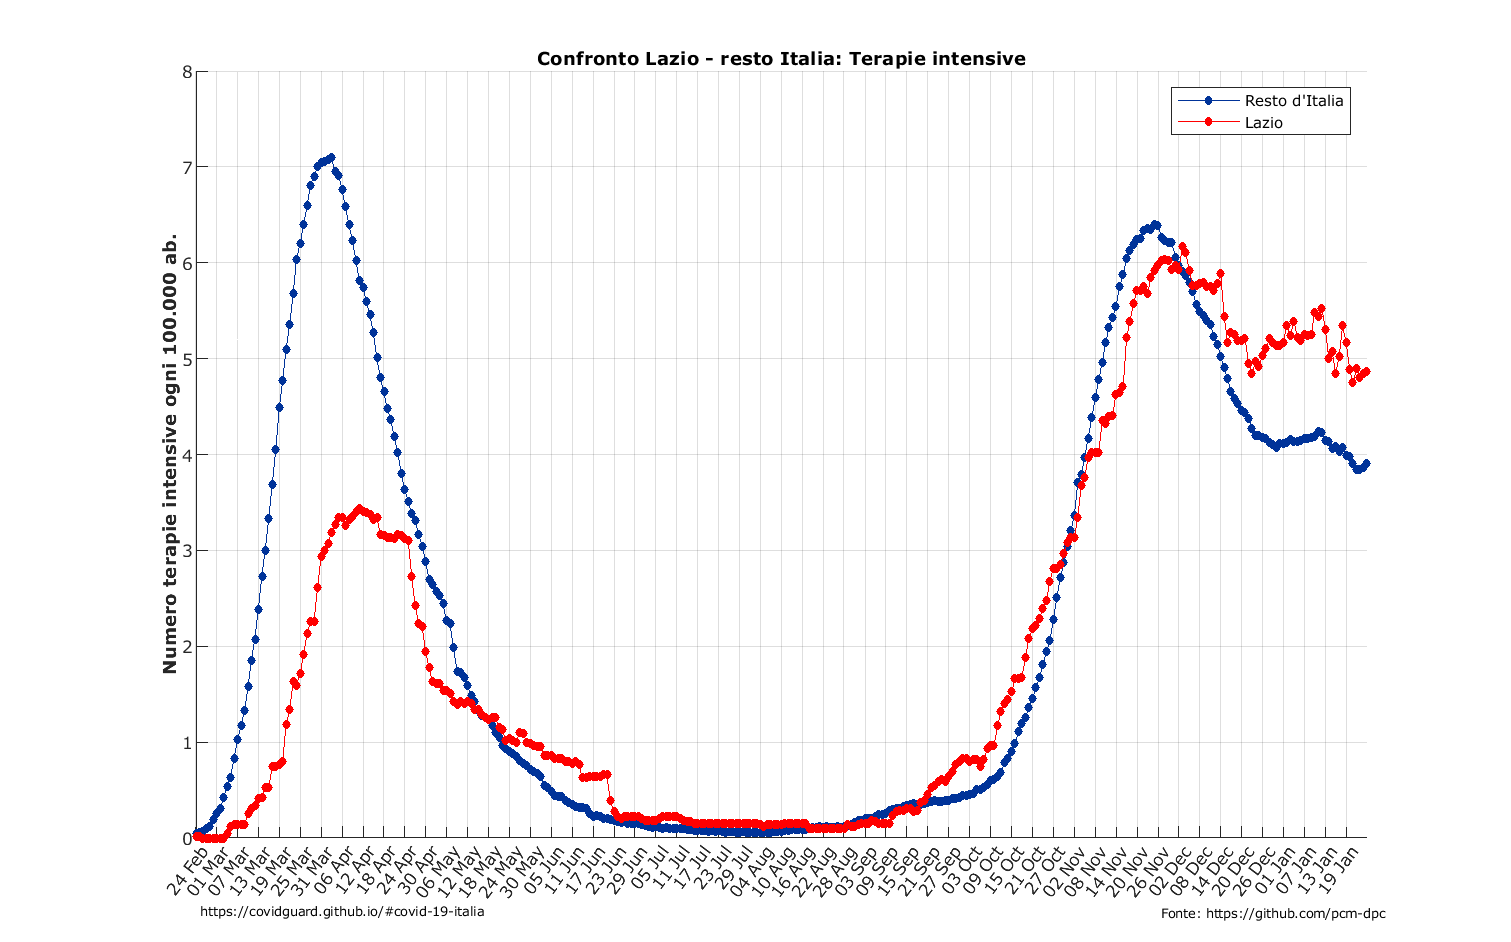 Confronto Lazio - resto Italia: Terapie intensive
Numero terapie intensive ogni 100.000 ab.
8
7
6
5
4
3
2
1
0
Resto d'Italia
Lazio
24 Feb
01 Mar
07 Mar
13 Mar
19 Mar
25 Mar
31 Mar
06 Apr
12 Apr
18 Apr
24 Apr
30 Apr
06 May
12 May
18 May
24 May
30 May
05 Jun
11 Jun
17 Jun
23 Jun
29 Jun
05 Jul
11 Jul
17 Jul
23 Jul
29 Jul
04 Aug
10 Aug
16 Aug
22 Aug
28 Aug
03 Sep
09 Sep
15 Sep
21 Sep
27 Sep
03 Oct
09 Oct
15 Oct
21 Oct
27 Oct
02 Nov
08 Nov
14 Nov
20 Nov
26 Nov
02 Dec
08 Dec
14 Dec
20 Dec
26 Dec
01 Jan
07 Jan
13 Jan
19 Jan
https://covidguard.github.io/#covid-19-italia
Fonte: https://github.com/pcm-dpc